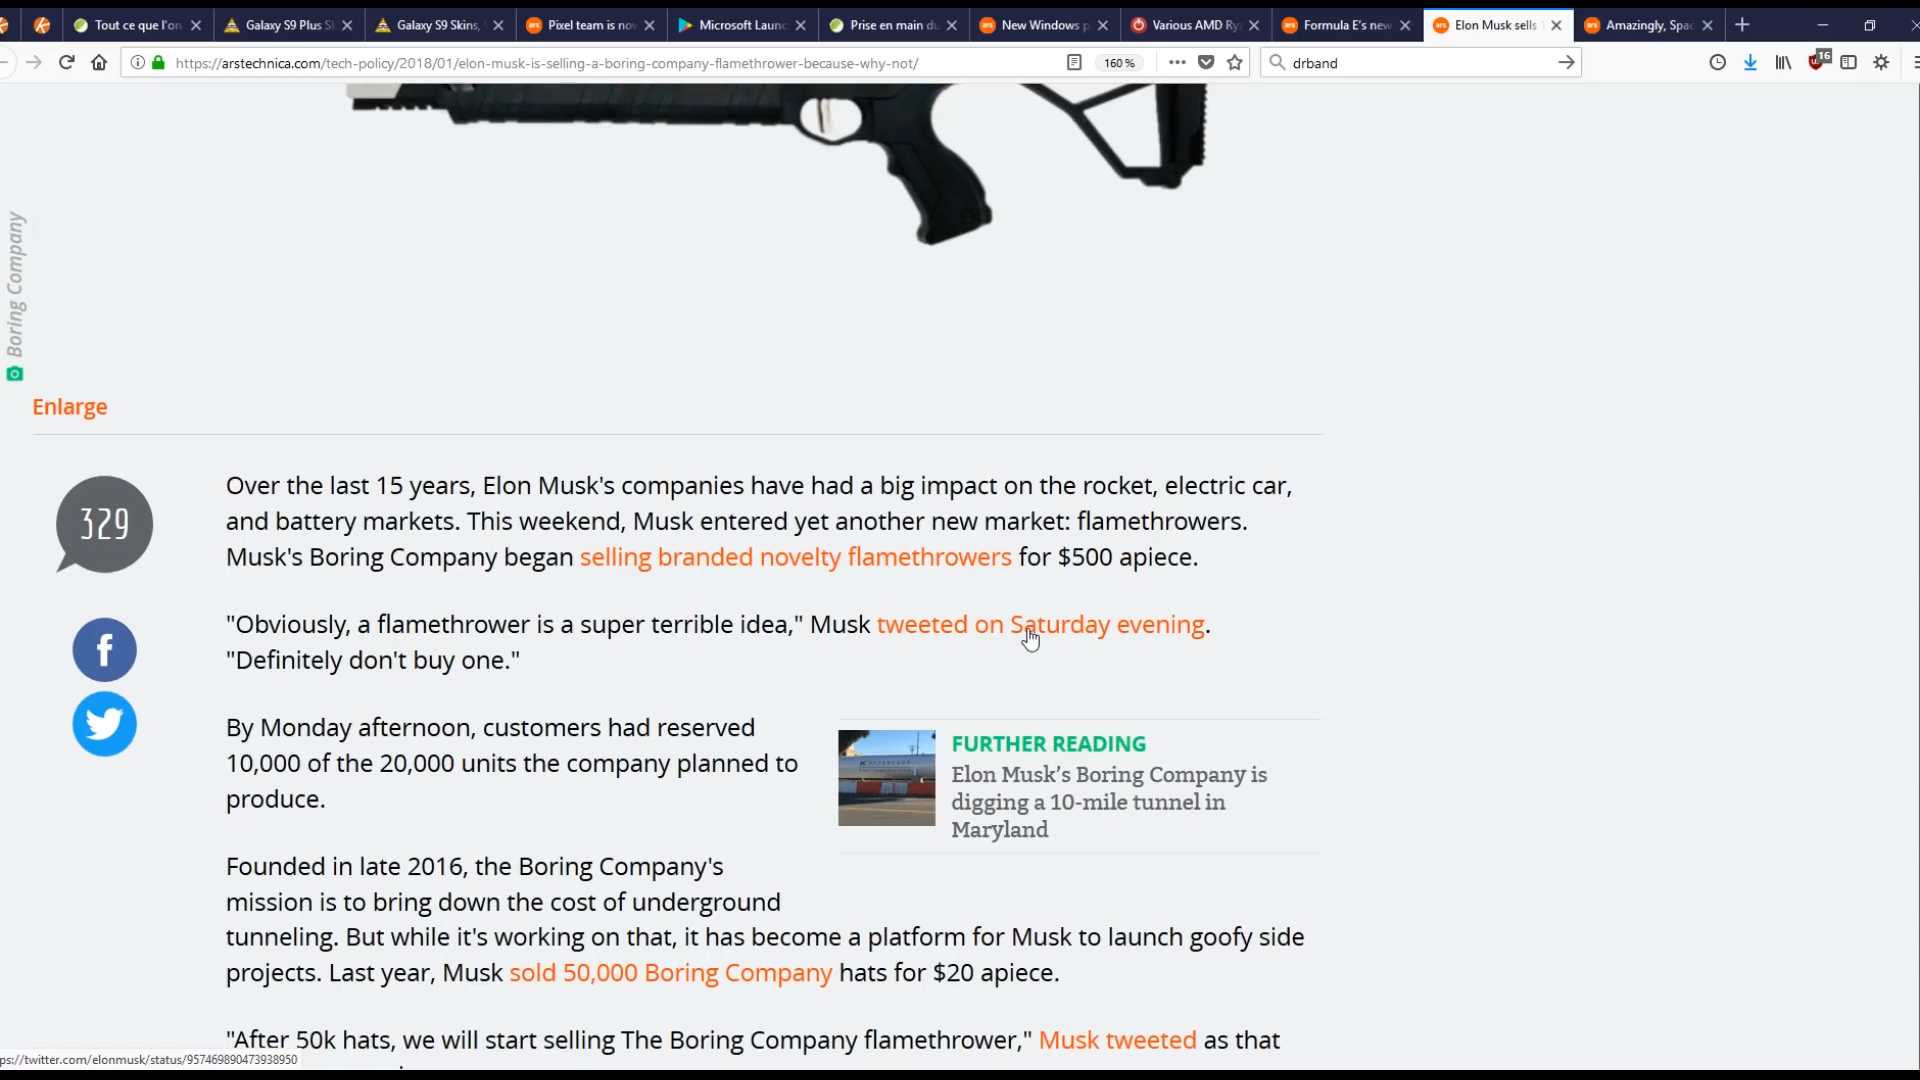 Tout ce que l'on
Galaxy S9 Plus S
Galaxy S9 Skins,
Pixel team is now
Microsoft Launc
Prise en main du
New Windows p
Various AMD Ry
Formula E's new
Elon Musk sells
Amazingly, Spac
https://arstechnica.com/tech-policy/2018/01/elon-musk-is-selling-a-boring-company-flamethrower-because-why-not/
160 %
drband
16
Boring Company
Enlarge
329
Over the last 15 years, Elon Musk's companies have had a big impact on the rocket, electric car,
and battery markets. This weekend, Musk entered yet another new market: flamethrowers.
Musk's Boring Company began selling branded novelty flamethrowers for $500 apiece.
"Obviously, a flamethrower is a super terrible idea," Musk tweeted on Saturday evening.
"Definitely don't buy one."
By Monday afternoon, customers had reserved
10,000 of the 20,000 units the company planned to
produce.
FURTHER READING
Elon Musk's Boring Company is
digging a 10-mile tunnel in
Maryland
Founded in late 2016, the Boring Company's
mission is to bring down the cost of underground
tunneling. But while it's working on that, it has become a platform for Musk to launch goofy side
projects. Last year, Musk sold 50,000 Boring Company hats for $20 apiece.
"After 50k hats, we will start selling The Boring Company flamethrower," Musk tweeted as that
ps://twitter.com/elonmusk/status/957469890473938950